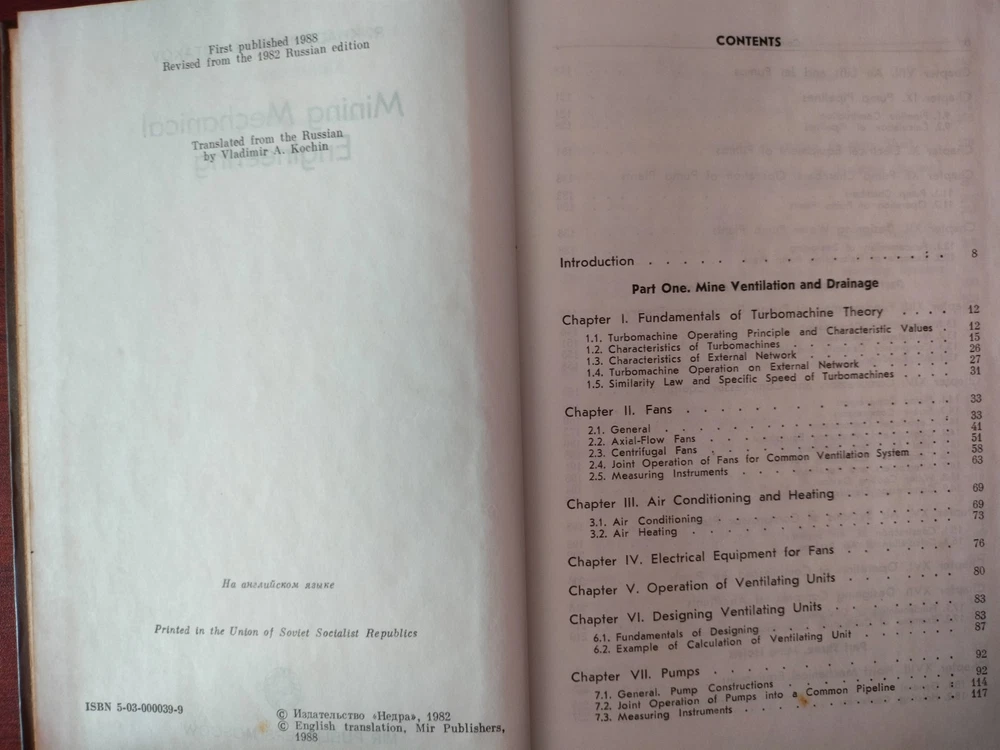 First published 1988
Revised from the 1982 Russian edition
Mining Mechanical
Engineering
Translated from the Russian
by Vladimir A. Kochin
На английском языке
Printed in the Union of Soviet Socialist Republics
ISBN 5-03-000039-9
© Издательство «Недра», 1982
© English translation, Mir Publishers,
1988
CONTENTS
Introduction . . . . . . . . . . . . . . . . 8
Part One. Mine Ventilation and Drainage
Chapter I. Fundamentals of Turbomachine Theory . . . . 12
1.1. Turbomachine Operating Principle and Characteristic Values . 12
1.2. Characteristics of Turbomachines . . . . . . . . . 15
1.3. Characteristics of External Network . . . . . . . . 26
1.4. Turbomachine Operation on External Network . . . . . 27
1.5. Similarity Law and Specific Speed of Turbomachines . . . . 31
Chapter II. Fans . . . . . . . . . . . . . . 33
2.1. General . . . . . . . . . . . . . . 33
2.2. Axial-Flow Fans . . . . . . . . . . . . 41
2.3. Centrifugal Fans . . . . . . . . . . . . 51
2.4. Joint Operation of Fans for Common Ventilation System . . . 58
2.5. Measuring Instruments . . . . . . . . . . . 63
Chapter III. Air Conditioning and Heating . . . . . . . 69
3.1. Air Conditioning . . . . . . . . . . . . 69
3.2. Air Heating . . . . . . . . . . . . . 73
Chapter IV. Electrical Equipment for Fans . . . . . . . 76
Chapter V. Operation of Ventilating Units . . . . . . . 80
Chapter VI. Designing Ventilating Units . . . . . . . 83
6.1. Fundamentals of Designing . . . . . . . . . 83
6.2. Example of Calculation of Ventilating Unit . . . . . . 87
Chapter VII. Pumps . . . . . . . . . . . . . 92
7.1. General. Pump Constructions . . . . . . . . . 92
7.2. Joint Operation of Pumps into a Common Pipeline . . . . 114
7.3. Measuring Instruments . . . . . . . . . . . 117